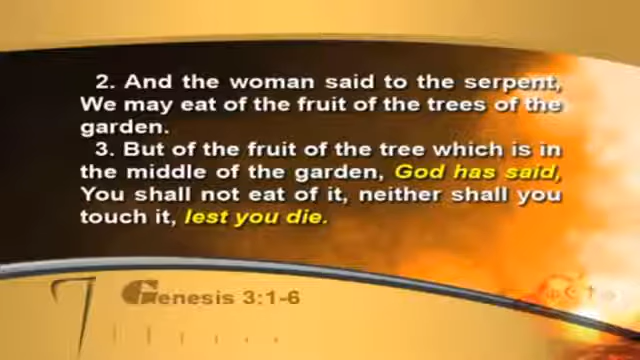 2. And the woman said to the serpent,
We may eat of the fruit of the trees of the
garden.
3. But of the fruit of the tree which is in
the middle of the garden, God has said,
You shall not eat of it, neither shall you
touch it, lest you die.
Genesis 3:1-6